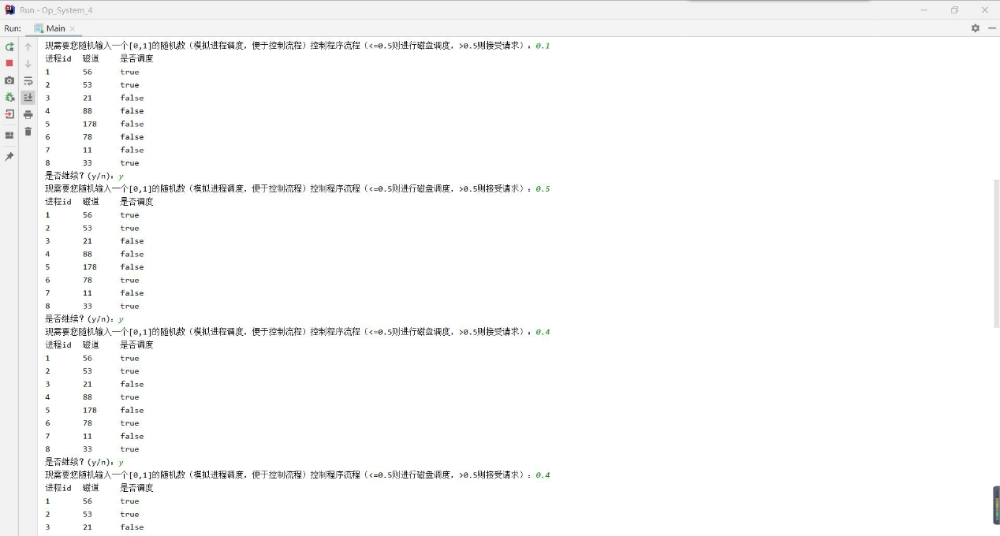 Run - Op_System_4
Run: Main
现需要您随机输入一个[0,1]的随机数（模拟进程调度，便于控制流程）控制程序流程（<=0.5则进行磁盘调度，>0.5则接受请求）：0.1
进程id 磁道 是否调度
1 56 true
2 53 true
3 21 false
4 88 false
5 178 false
6 78 false
7 11 false
8 33 true
是否继续？(y/n)：y
现需要您随机输入一个[0,1]的随机数（模拟进程调度，便于控制流程）控制程序流程（<=0.5则进行磁盘调度，>0.5则接受请求）：0.5
进程id 磁道 是否调度
1 56 true
2 53 true
3 21 false
4 88 false
5 178 false
6 78 true
7 11 false
8 33 true
是否继续？(y/n)：y
现需要您随机输入一个[0,1]的随机数（模拟进程调度，便于控制流程）控制程序流程（<=0.5则进行磁盘调度，>0.5则接受请求）：0.4
进程id 磁道 是否调度
1 56 true
2 53 true
3 21 false
4 88 true
5 178 false
6 78 true
7 11 false
8 33 true
是否继续？(y/n)：y
现需要您随机输入一个[0,1]的随机数（模拟进程调度，便于控制流程）控制程序流程（<=0.5则进行磁盘调度，>0.5则接受请求）：0.4
进程id 磁道 是否调度
1 56 true
2 53 true
3 21 false